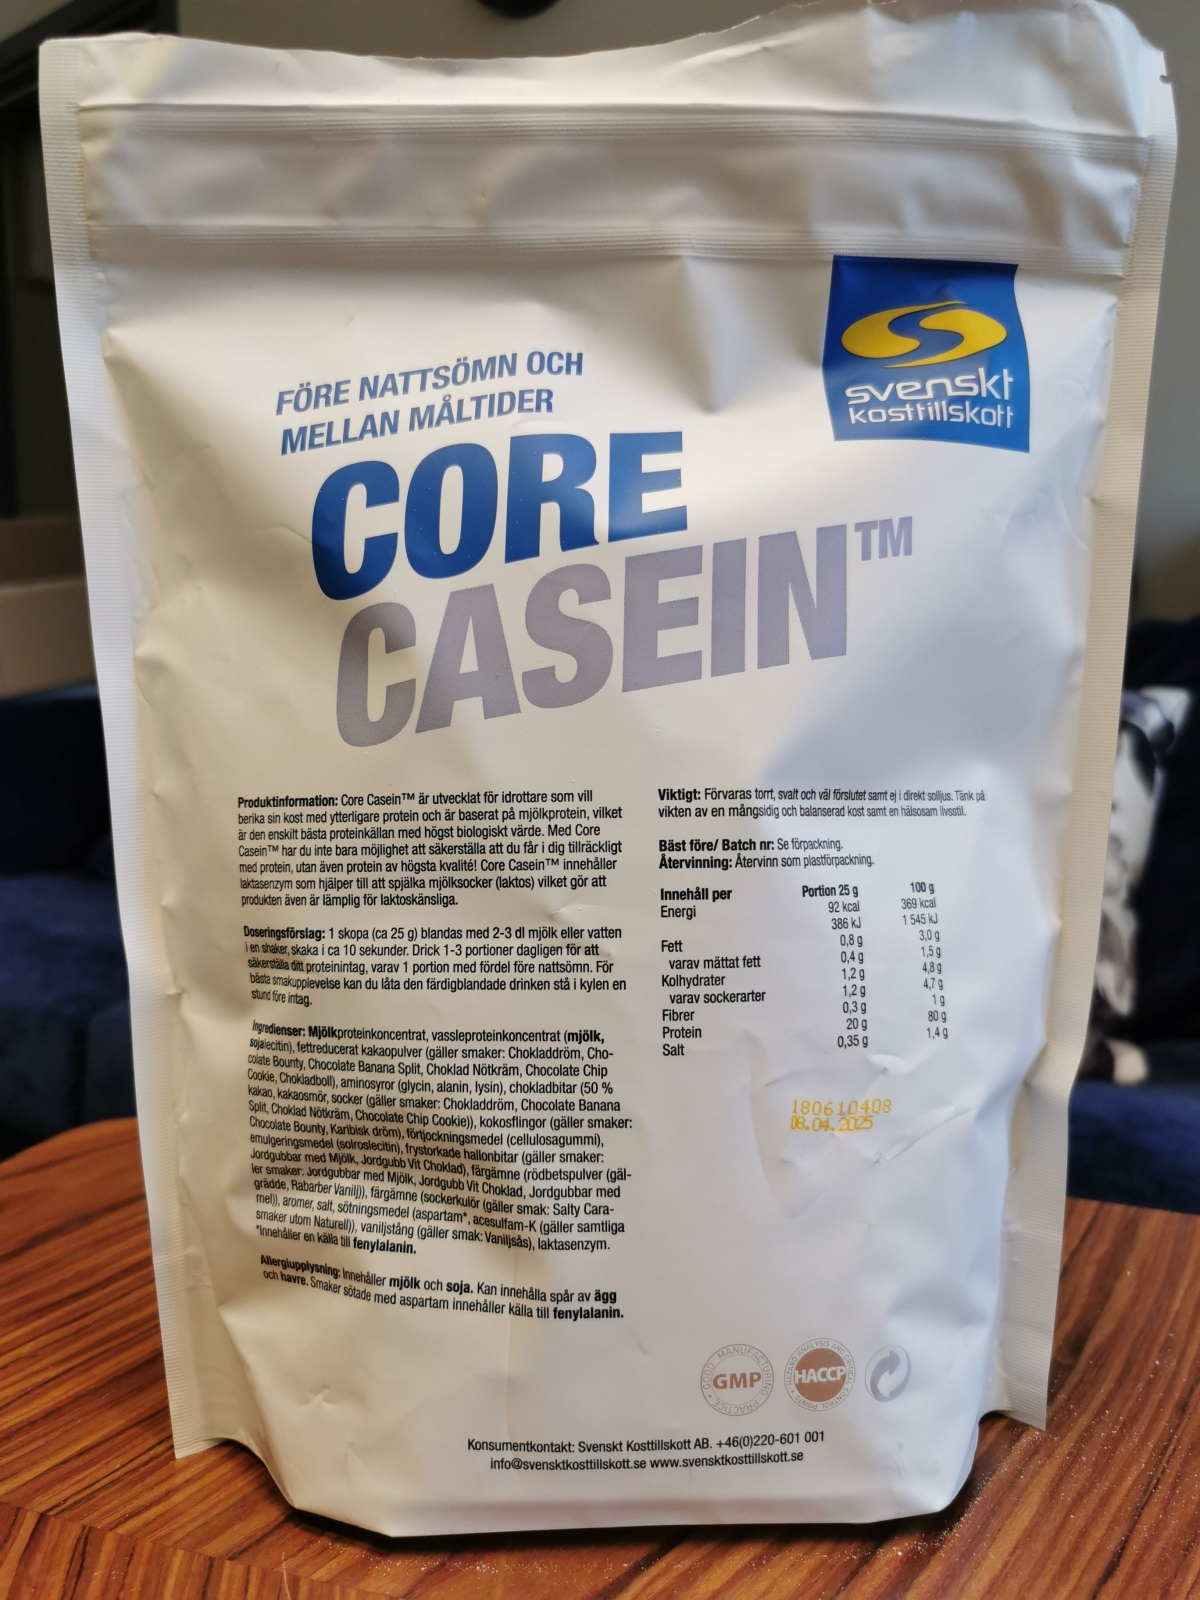 svenskt
kosttillskott
FÖRE NATTSÖMN OCH
MELLAN MÅLTIDER
CORE
CASEIN™
Produktinformation: Core Casein™ är utvecklat för idrottare som vill
berika sin kost med ytterligare protein och är baserat på mjölkprotein, vilket
är den enskilt bästa proteinkällan med högst biologiskt värde. Med Core
Casein™ har du inte bara möjlighet att säkerställa att du får i dig tillräckligt
med protein, utan även protein av högsta kvalité! Core Casein™ innehåller
laktasenzym som hjälper till att spjälka mjölksocker (laktos) vilket gör att
produkten även är lämplig för laktoskänsliga.
Doseringsförslag: 1 skopa (ca 25 g) blandas med 2-3 dl mjölk eller vatten
i en shaker, skaka i ca 10 sekunder. Drick 1-3 portioner dagligen för att
säkerställa ditt proteinintag, varav 1 portion med fördel före nattsömn. För
bästa smakupplevelse kan du låta den färdigblandade drinken stå i kylen en
stund före intag.
Ingredienser: Mjölkproteinkoncentrat, vassleproteinkoncentrat (mjölk,
sojalecitin), fettreducerat kakaopulver (gäller smaker: Chokladdröm, Cho-
colate Bounty, Chocolate Banana Split, Choklad Nötkräm, Chocolate Chip
Cookie, Chokladboll), aminosyror (glycin, alanin, lysin), chokladbitar (50 %
kakao, kakaosmör, socker (gäller smaker: Chokladdröm, Chocolate Banana
Split, Choklad Nötkräm, Chocolate Chip Cookie)), kokosflingor (gäller smaker:
Chocolate Bounty, Karibisk dröm), förtjockningsmedel (cellulosagummi),
emulgeringsmedel (solroslecitin), frystorkade hallonbitar (gäller smaker:
Jordgubbar med Mjölk, Jordgubb Vit Choklad), färgämne (rödbetspulver (gäl-
ler smaker: Jordgubbar med Mjölk, Jordgubb Vit Choklad, Jordgubbar med
grädde, Rabarber Vanilj)), färgämne (sockerkulör (gäller smak: Salty Cara-
mel)), aromer, salt, sötningsmedel (aspartam*, acesulfam-K (gäller samtliga
smaker utom Naturell)), vaniljstång (gäller smak: Vaniljsås), laktasenzym.
*Innehåller en källa till fenylalanin.
Allergiupplysning: Innehåller mjölk och soja. Kan innehålla spår av ägg
och havre. Smaker sötade med aspartam innehåller källa till fenylalanin.
Viktigt: Förvaras torrt, svalt och väl förslutet samt ej i direkt solljus. Tänk på
vikten av en mångsidig och balanserad kost samt en hälsosam livsstil.
Bäst före/ Batch nr: Se förpackning.
Återvinning: Återvinn som plastförpackning.
Innehåll per Portion 25 g 100 g
Energi 92 kcal 369 kcal
386 kJ 1 545 kJ
Fett 0,8 g 3,0 g
varav mättat fett 0,4 g 1,5 g
Kolhydrater 1,2 g 4,8 g
varav sockerarter 1,2 g 4,7 g
Fibrer 0,3 g 1 g
Protein 20 g 80 g
Salt 0,35 g 1,4 g
180610408
08.04.2025
GOOD MANUFACTURING PRACTICE
GMP
HAZARD ANALYSIS AND CRITICAL CONTROL POINTS
HACCP
Konsumentkontakt: Svenskt Kosttillskott AB. +46(0)220-601 001
info@svensktkosttillskott.se www.svensktkosttillskott.se